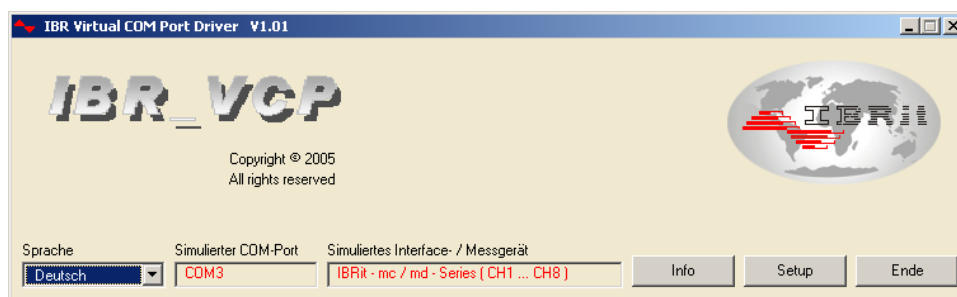 IBR Virtual COM Port Driver V1.01
IBR_VCP
IBRit
Copyright © 2005
All rights reserved
Sprache
Simulierter COM-Port
Simuliertes Interface- / Messgerät
Deutsch
COM3
IBRit - mc / md - Series ( CH1 ... CH8 )
Info
Setup
Ende